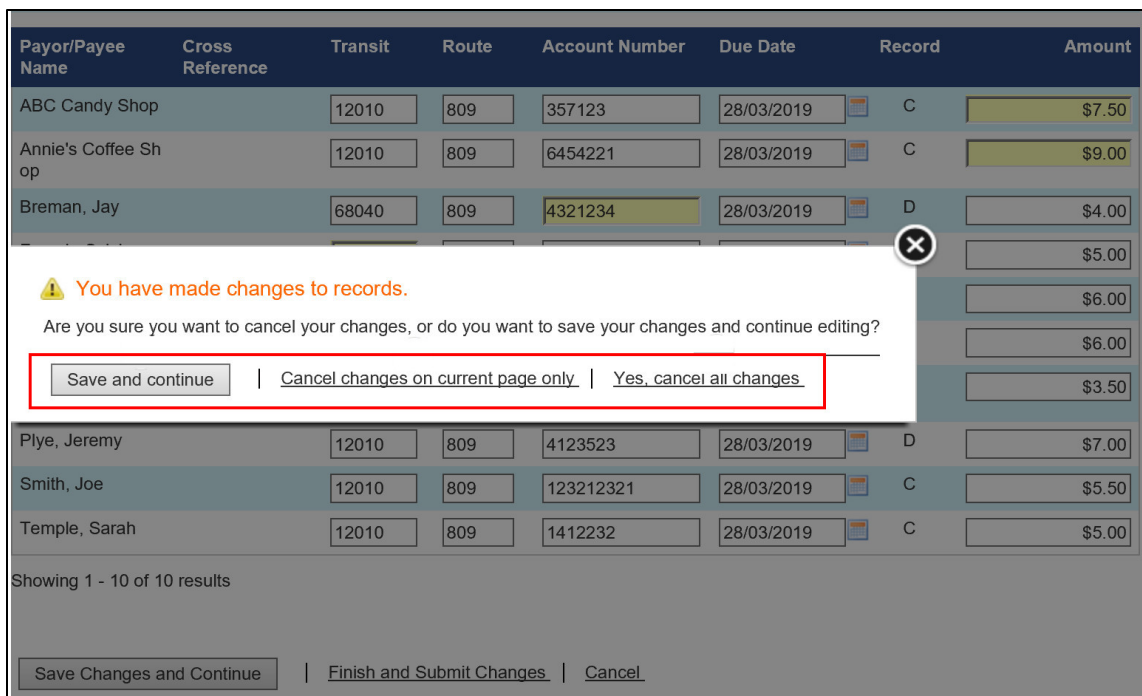 Payor/Payee Name Cross Reference Transit Route Account Number Due Date Record Amount
ABC Candy Shop 12010 809 357123 28/03/2019 C $7.50
Annie's Coffee Sh 12010 809 6454221 28/03/2019 C $9.00
op
Breman, Jay 68040 809 4321234 28/03/2019 D $4.00
$5.00
You have made changes to records.
$6.00
Are you sure you want to cancel your changes, or do you want to save your changes and continue editing?
$6.00
Save and continue | Cancel changes on current page only | Yes, cancel all changes
$3.50
Plye, Jeremy 12010 809 4123523 28/03/2019 D $7.00
Smith, Joe 12010 809 123212321 28/03/2019 C $5.50
Temple, Sarah 12010 809 1412232 28/03/2019 C $5.00
Showing 1 - 10 of 10 results
Save Changes and Continue | Finish and Submit Changes | Cancel